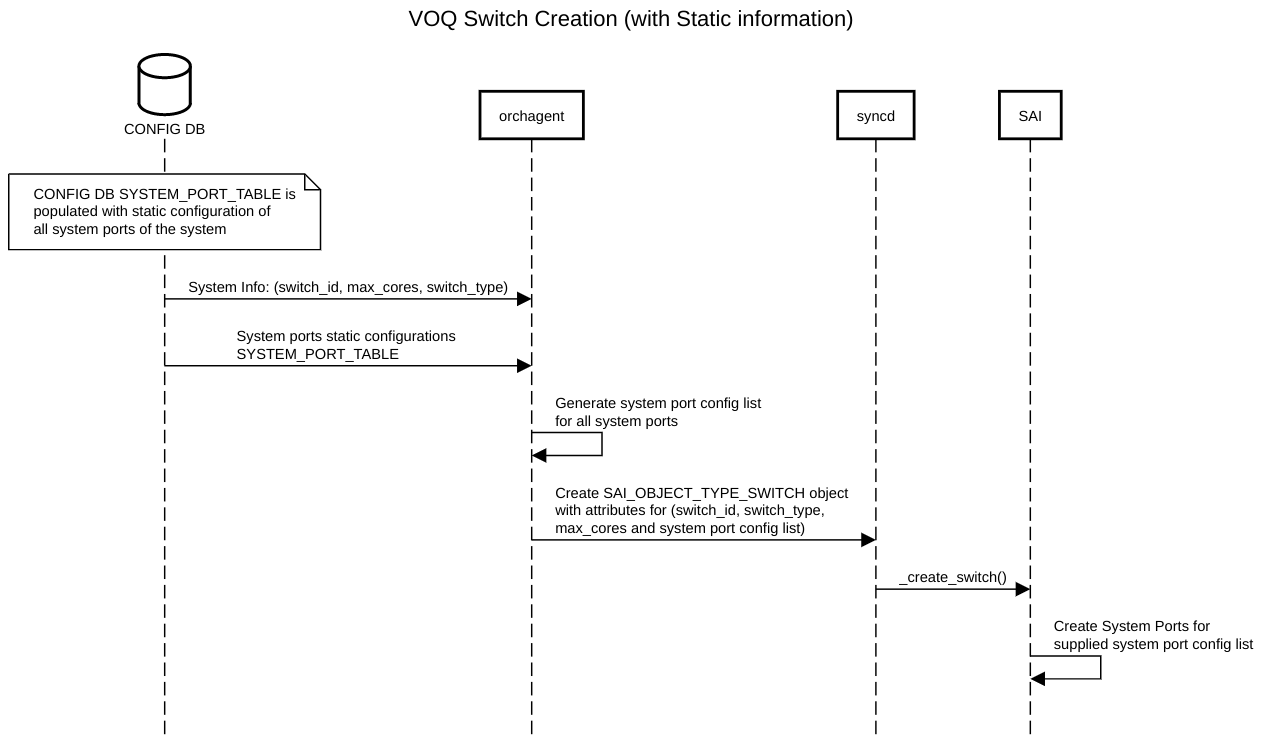 VOQ Switch Creation (with Static information)
CONFIG DB
orchagent
syncd
SAI
CONFIG DB SYSTEM_PORT_TABLE is
populated with static configuration of
all system ports of the system
System Info: (switch_id, max_cores, switch_type)
System ports static configurations
SYSTEM_PORT_TABLE
Generate system port config list
for all system ports
Create SAI_OBJECT_TYPE_SWITCH object
with attributes for (switch_id, switch_type,
max_cores and system port config list)
_create_switch()
Create System Ports for
supplied system port config list